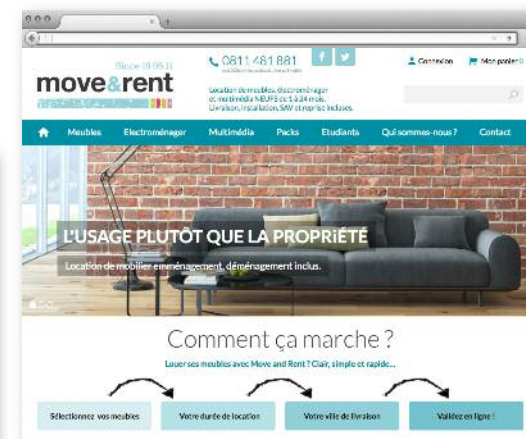 Since 10.05.11
move&rent
0811 481 881
Location de meubles, électroménager
et multimédia NEUFS de 1 à 24 mois.
Livraison, Installation, SAV et reprise incluses.
Connexion
Mon panier 0
Meubles Electroménager Multimédia Packs Etudiants Qui sommes-nous ? Contact
L'USAGE PLUTÔT QUE LA PROPRiÉTÉ
Location de mobilier emménagement, déménagement inclus.
Comment ça marche ?
Louer ses meubles avec Move and Rent ? Clair, simple et rapide...
Sélectionnez vos meubles
Votre durée de location
Votre ville de livraison
Validez en ligne !